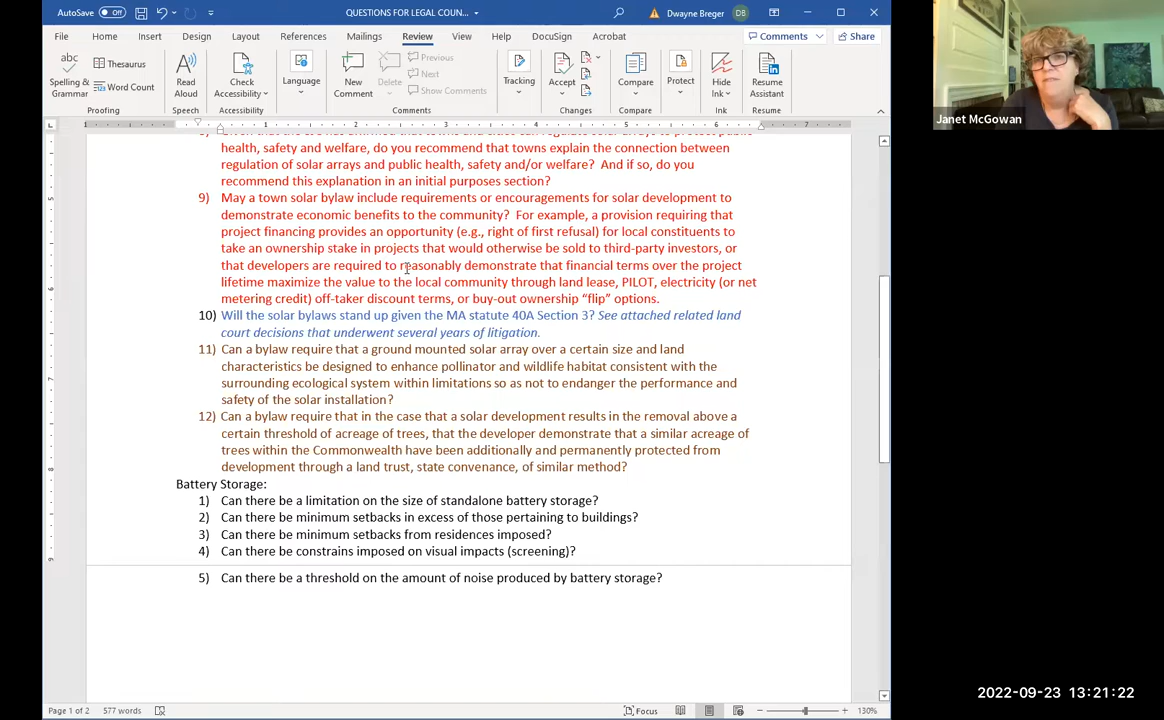 AutoSave Off QUESTIONS FOR LEGAL COUN... Dwayne Breger DB
File Home Insert Design Layout References Mailings Review View Help DocuSign Acrobat Comments Share
Spelling & Grammar Thesaurus Word Count Read Aloud Check Accessibility Language New Comment Delete Previous Next Show Comments Tracking Accept Compare Protect Hide Ink Resume Assistant
Proofing Speech Accessibility Comments Changes Compare Ink Resume
health, safety and welfare, do you recommend that towns explain the connection between
regulation of solar arrays and public health, safety and/or welfare? And if so, do you
recommend this explanation in an initial purposes section?
9) May a town solar bylaw include requirements or encouragements for solar development to
demonstrate economic benefits to the community? For example, a provision requiring that
project financing provides an opportunity (e.g., right of first refusal) for local constituents to
take an ownership stake in projects that would otherwise be sold to third-party investors, or
that developers are required to reasonably demonstrate that financial terms over the project
lifetime maximize the value to the local community through land lease, PILOT, electricity (or net
metering credit) off-taker discount terms, or buy-out ownership “flip” options.
10) Will the solar bylaws stand up given the MA statute 40A Section 3? See attached related land
court decisions that underwent several years of litigation.
11) Can a bylaw require that a ground mounted solar array over a certain size and land
characteristics be designed to enhance pollinator and wildlife habitat consistent with the
surrounding ecological system within limitations so as not to endanger the performance and
safety of the solar installation?
12) Can a bylaw require that in the case that a solar development results in the removal above a
certain threshold of acreage of trees, that the developer demonstrate that a similar acreage of
trees within the Commonwealth have been additionally and permanently protected from
development through a land trust, state convenance, of similar method?
Battery Storage:
1) Can there be a limitation on the size of standalone battery storage?
2) Can there be minimum setbacks in excess of those pertaining to buildings?
3) Can there be minimum setbacks from residences imposed?
4) Can there be constrains imposed on visual impacts (screening)?
5) Can there be a threshold on the amount of noise produced by battery storage?
Page 1 of 2 577 words Focus 130%
Janet McGowan
2022-09-23 13:21:22